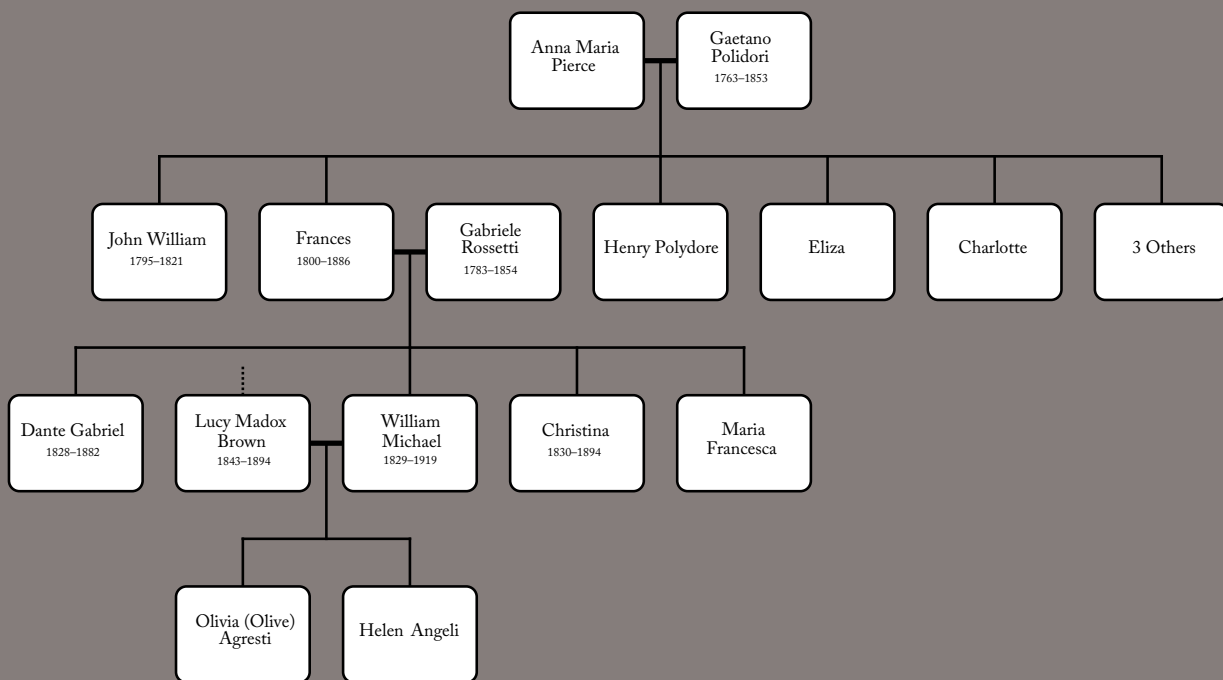 Anna Maria
Pierce
Gaetano
Polidori
1763–1853
John William
1795–1821
Frances
1800–1886
Gabriele
Rossetti
1783–1854
Henry Polydore
Eliza
Charlotte
3 Others
Dante Gabriel
1828–1882
Lucy Madox
Brown
1843–1894
William
Michael
1829–1919
Christina
1830–1894
Maria
Francesca
Olivia (Olive)
Agresti
Helen Angeli